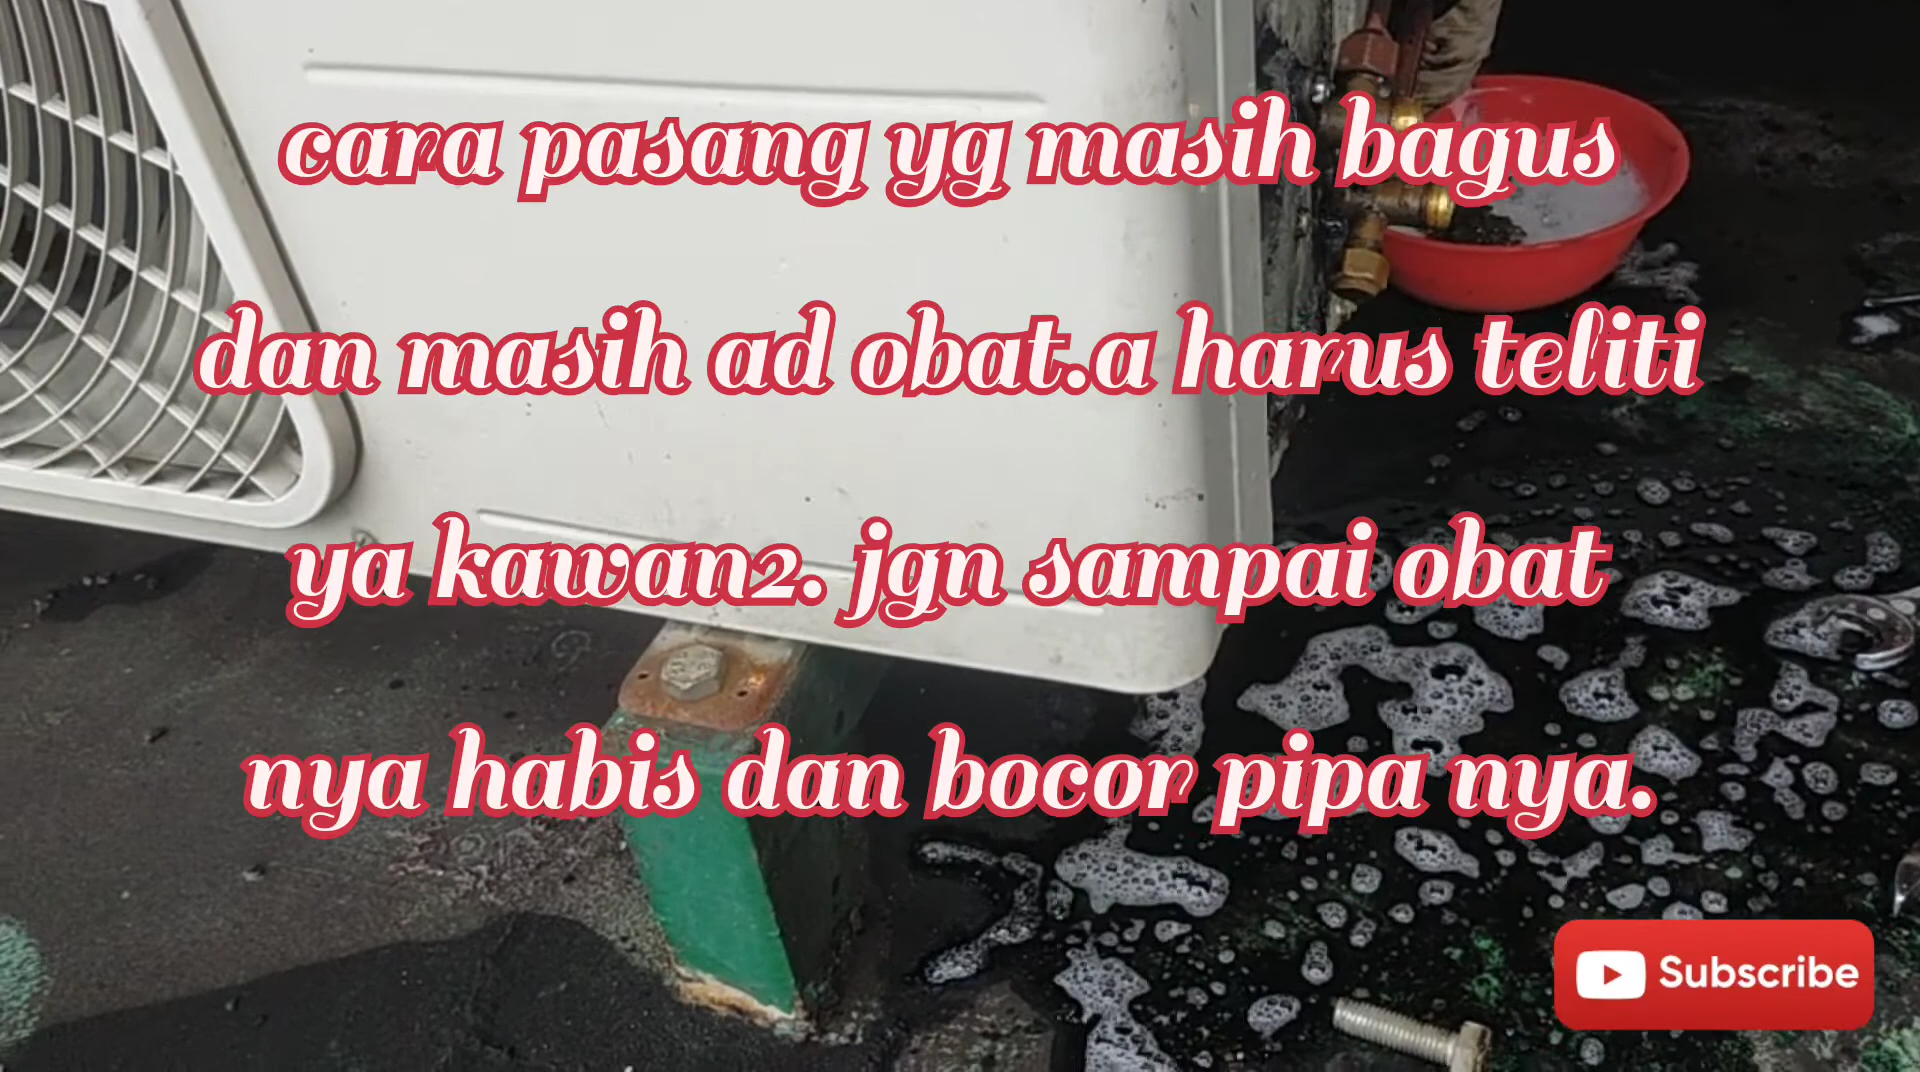 cara pasang yg masih bagus
dan masih ad obat.a harus teliti
ya kawan2. jgn sampai obat
nya habis dan bocor pipa nya.
Subscribe